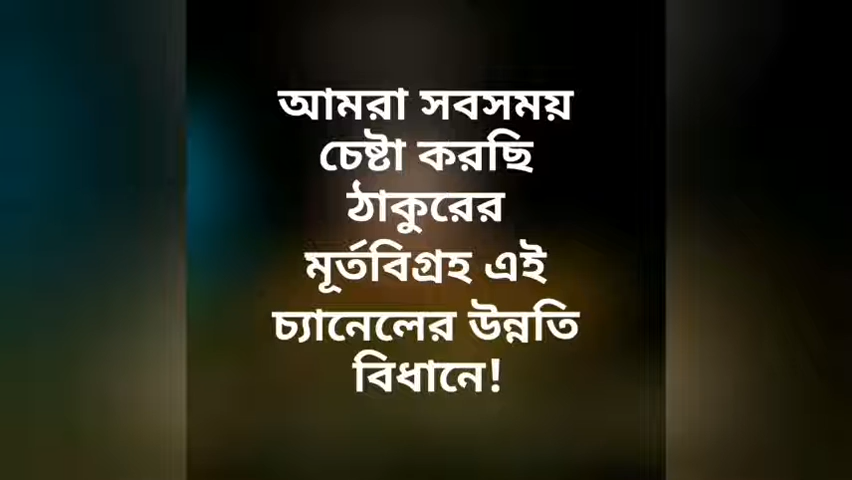 আমরা সবসময়
চেষ্টা করছি
ঠাকুরের
মূর্তবিগ্রহ এই
চ্যানেলের উন্নতি
বিধানে!